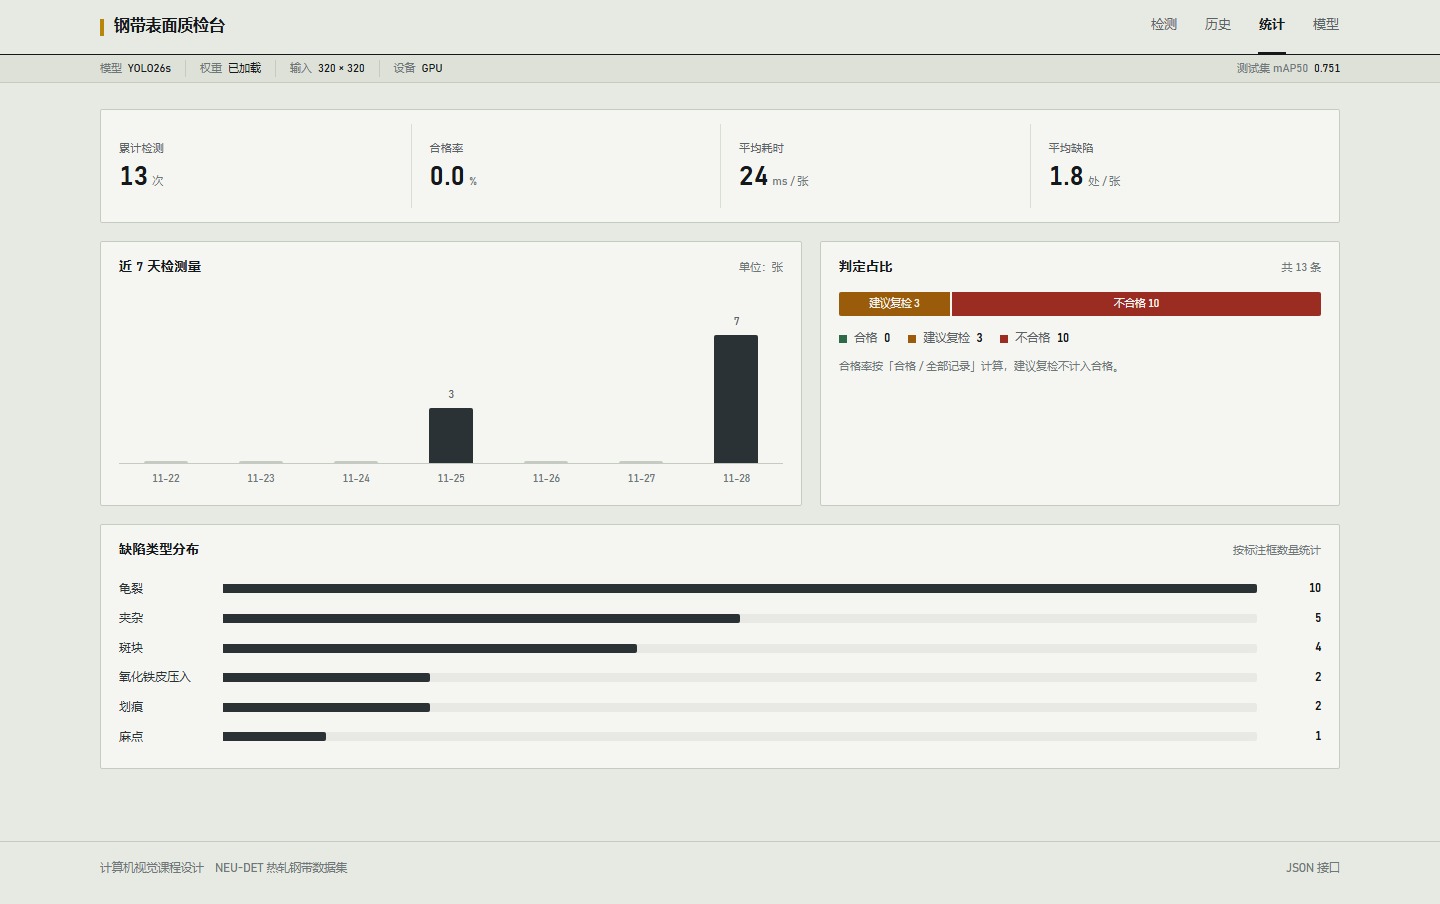 钢带表面质检台
检测 历史 统计 模型
模型 YOLO26s 权重 已加载 输入 320 × 320 设备 GPU
测试集 mAP50 0.751
累计检测
13 次
合格率
0.0 %
平均耗时
24 ms / 张
平均缺陷
1.8 处 / 张
近 7 天检测量
单位：张
3
7
11-22 11-23 11-24 11-25 11-26 11-27 11-28
判定占比
共 13 条
建议复检 3 不合格 10
合格 0 建议复检 3 不合格 10
合格率按「合格 / 全部记录」计算，建议复检不计入合格。
缺陷类型分布
按标注框数量统计
龟裂 10
夹杂 5
斑块 4
氧化铁皮压入 2
划痕 2
麻点 1
计算机视觉课程设计 NEU-DET 热轧钢带数据集
JSON 接口